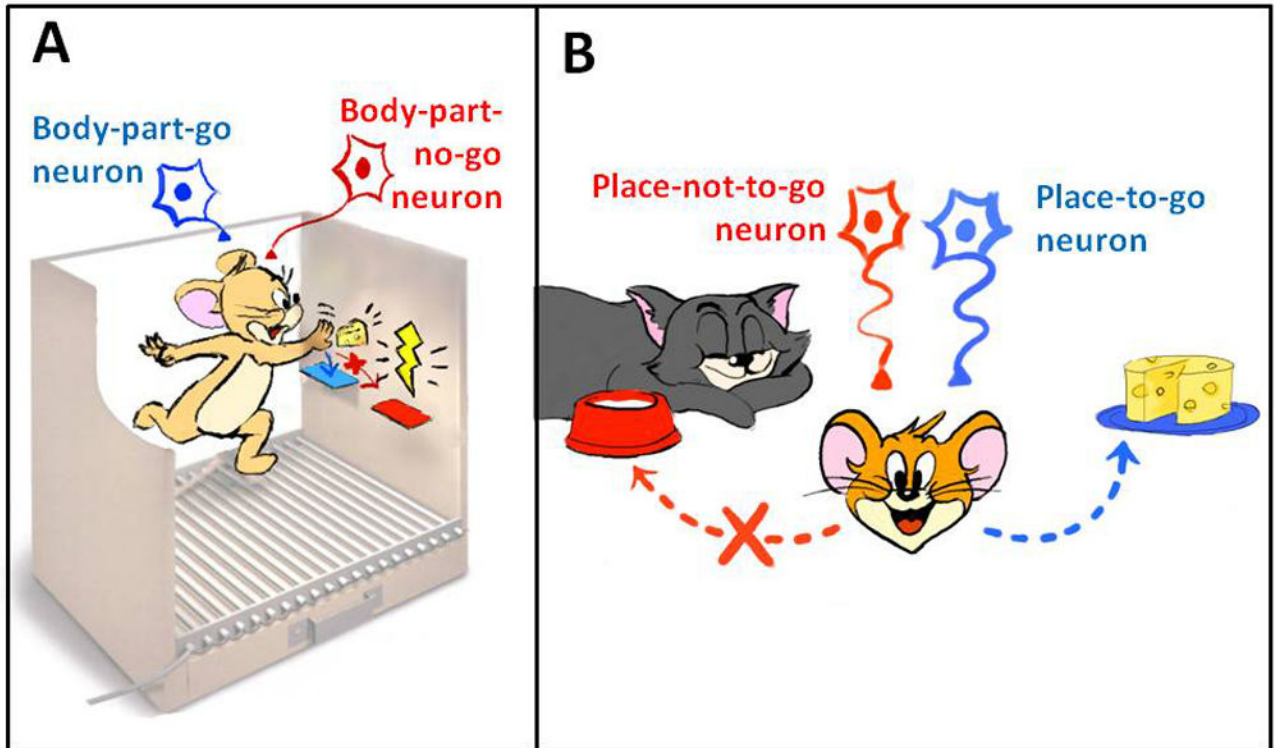 A
Body-part-go
neuron
Body-part-
no-go
neuron
B
Place-not-to-go
neuron
Place-to-go
neuron